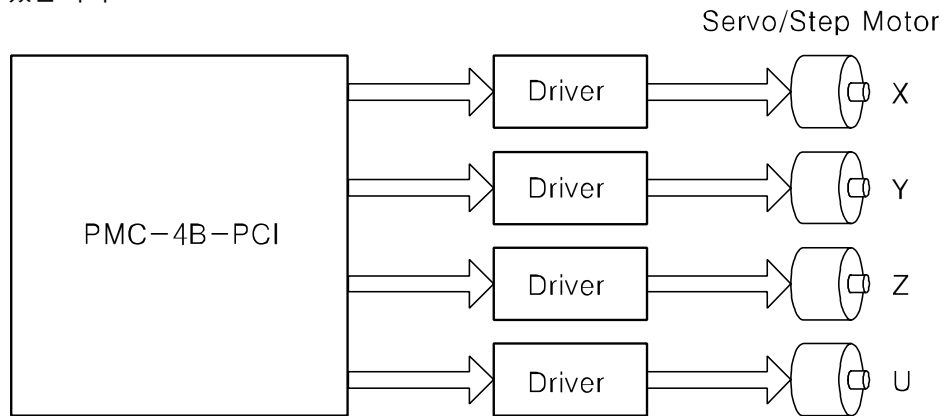 Servo/Step Motor
Driver X
Driver Y
PMC-4B-PCI
Driver Z
Driver U